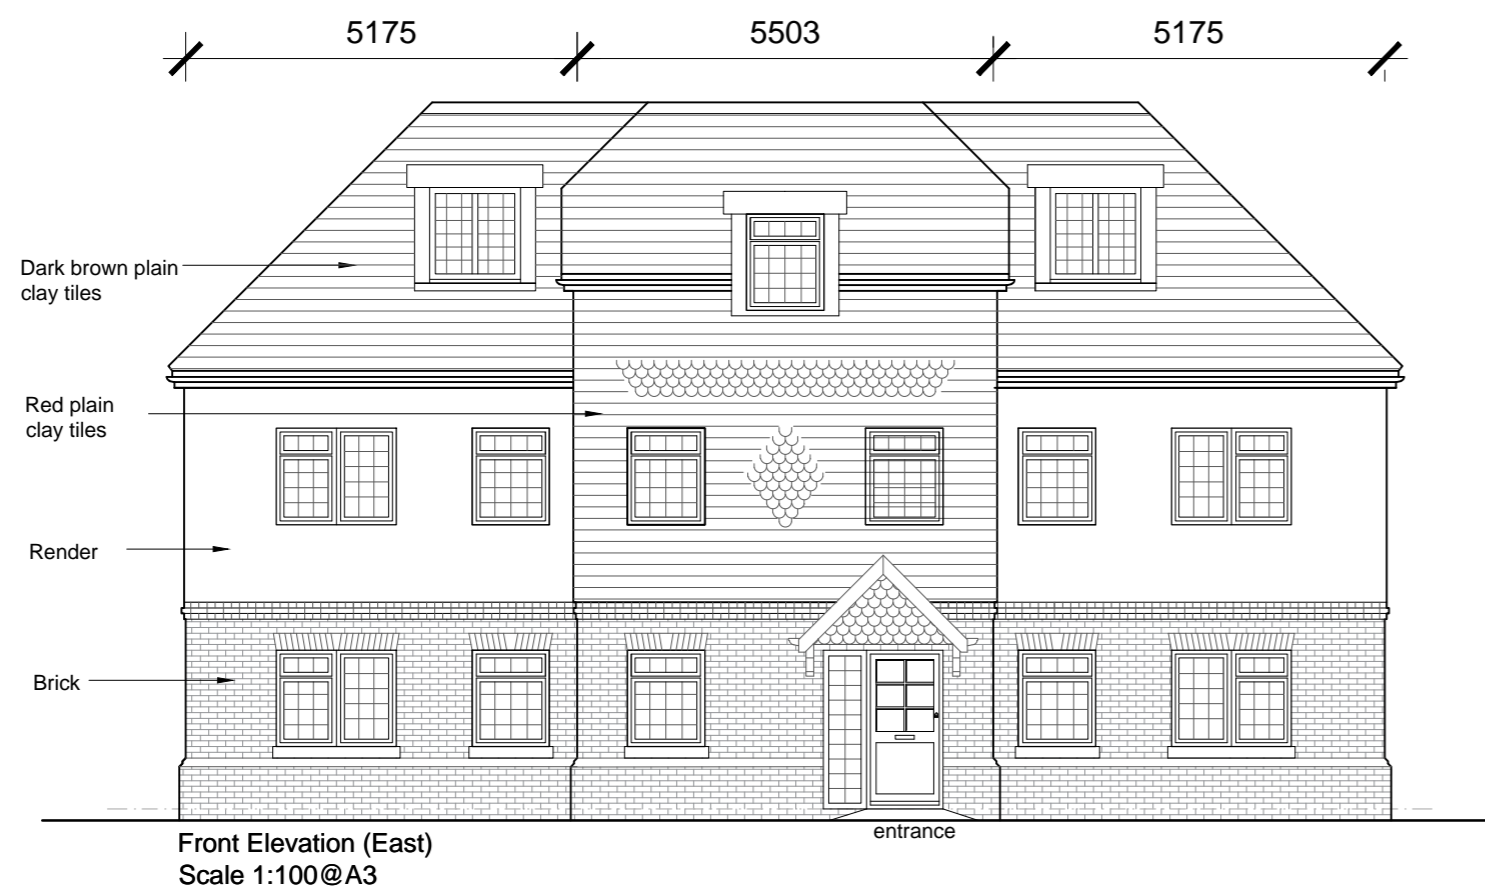 5175
5503
5175
Dark brown plain
clay tiles
Red plain
clay tiles
Render
Brick
entrance
Front Elevation (East)
Scale 1:100@A3